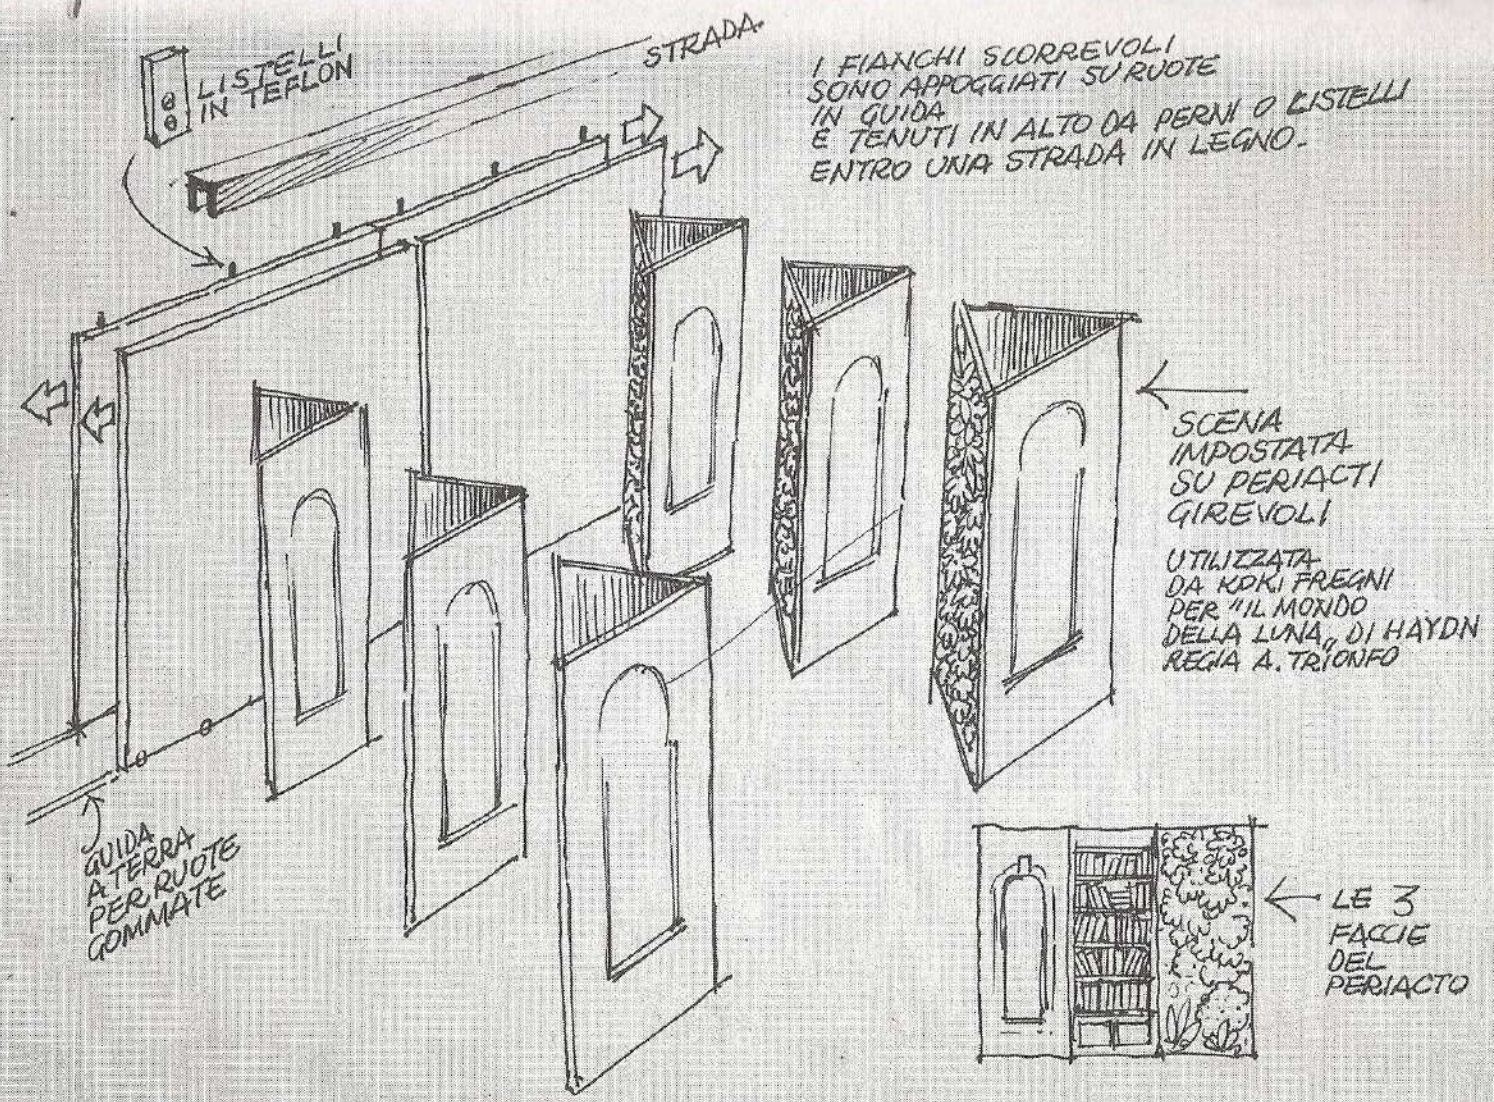 LISTELLI
IN TEFLON
STRADA.
I FIANCHI SCORREVOLI
SONO APPOGGIATI SU RUOTE
IN GUIDA
E TENUTI IN ALTO DA PERNI O LISTELLI
ENTRO UNA STRADA IN LEGNO.
SCENA
IMPOSTATA
SU PERIACTI
GIREVOLI
UTILIZZATA
DA KOKI FREGNI
PER "IL MONDO
DELLA LUNA„ DI HAYDN
REGIA A. TRIONFO
GUIDA
A TERRA
PER RUOTE
GOMMATE
LE 3
FACCIE
DEL
PERIACTO